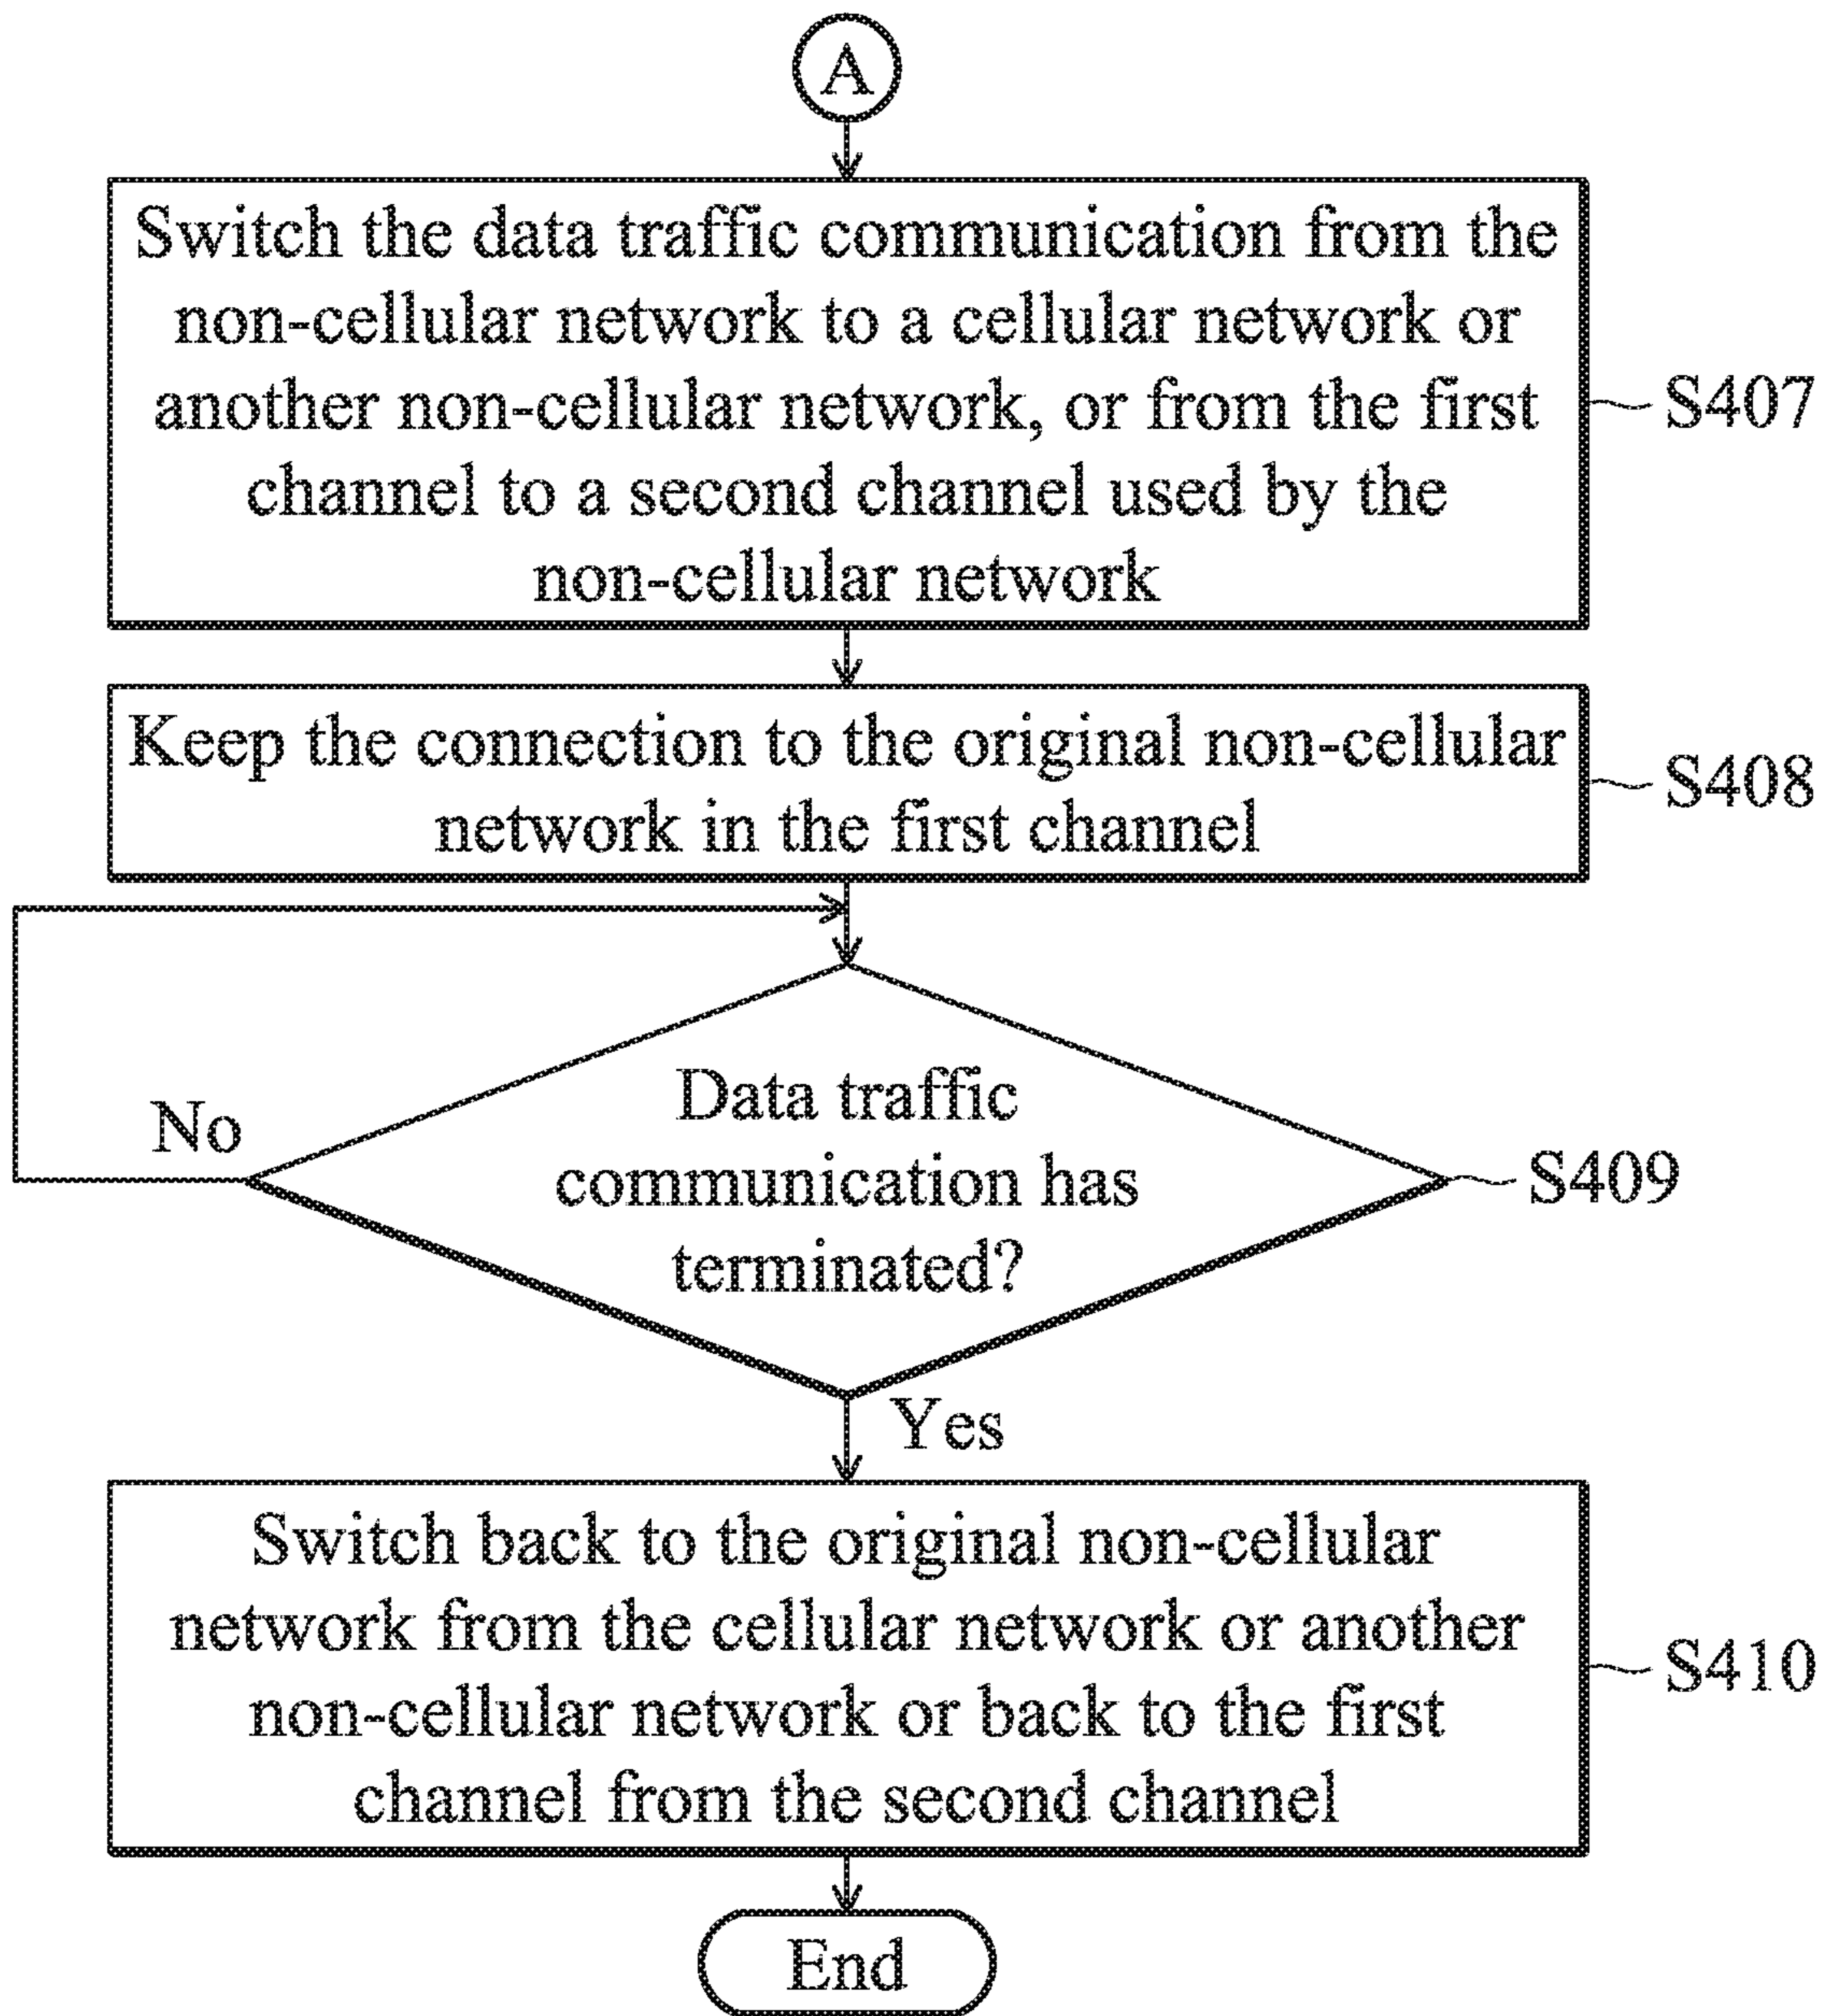 A
Switch the data traffic communication from the
non-cellular network to a cellular network or
another non-cellular network, or from the first
channel to a second channel used by the
non-cellular network
S407
Keep the connection to the original non-cellular
network in the first channel
S408
Data traffic
communication has
terminated?
S409
No
Yes
Switch back to the original non-cellular
network from the cellular network or another
non-cellular network or back to the first
channel from the second channel
S410
End